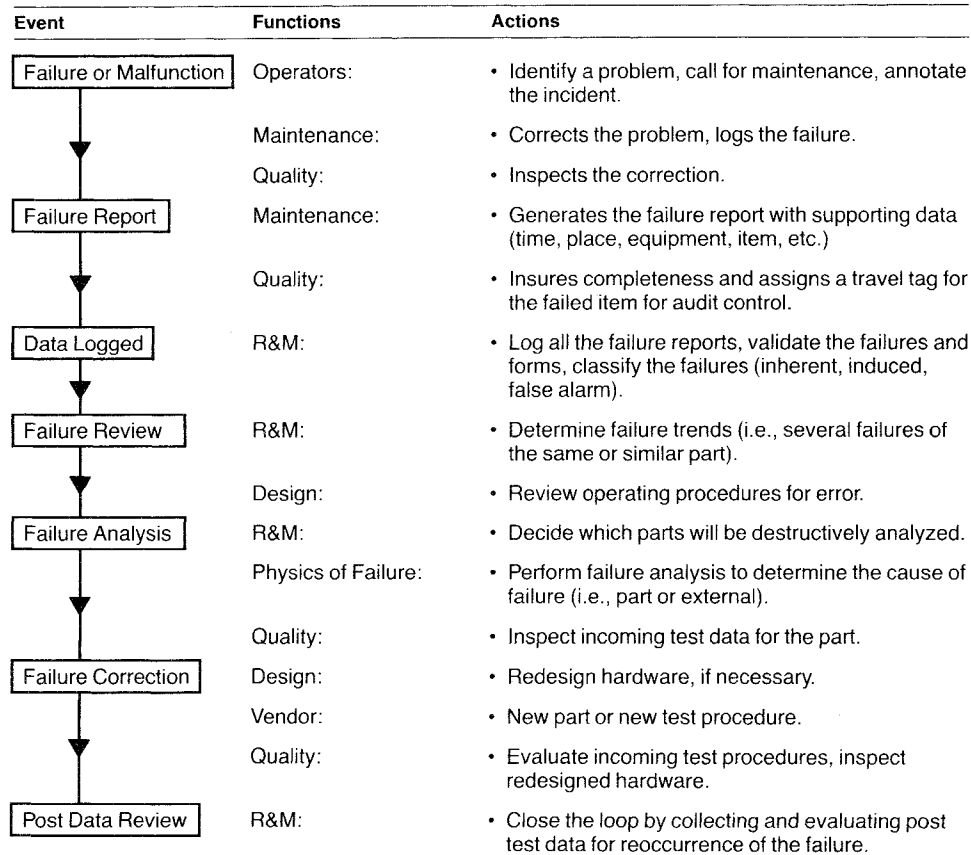 Event Functions Actions
Failure or Malfunction Operators: • Identify a problem, call for maintenance, annotate
the incident.
Maintenance: • Corrects the problem, logs the failure.
Quality: • Inspects the correction.
Failure Report Maintenance: • Generates the failure report with supporting data
(time, place, equipment, item, etc.)
Quality: • Insures completeness and assigns a travel tag for
the failed item for audit control.
Data Logged R&M: • Log all the failure reports, validate the failures and
forms, classify the failures (inherent, induced,
false alarm).
Failure Review R&M: • Determine failure trends (i.e., several failures of
the same or similar part).
Design: • Review operating procedures for error.
Failure Analysis R&M: • Decide which parts will be destructively analyzed.
Physics of Failure: • Perform failure analysis to determine the cause of
failure (i.e., part or external).
Quality: • Inspect incoming test data for the part.
Failure Correction Design: • Redesign hardware, if necessary.
Vendor: • New part or new test procedure.
Quality: • Evaluate incoming test procedures, inspect
redesigned hardware.
Post Data Review R&M: • Close the loop by collecting and evaluating post
test data for reoccurrence of the failure.